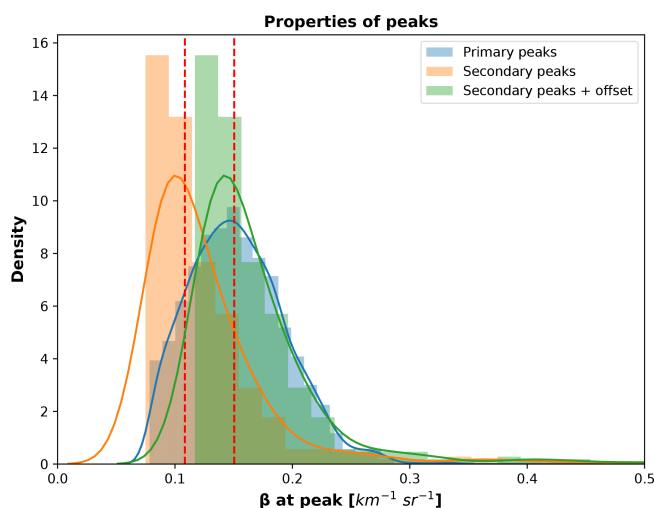 Properties of peaks
Primary peaks
Secondary peaks
Secondary peaks + offset
16
14
12
10
8
6
4
2
0
Density
0.0
0.1
0.2
0.3
0.4
0.5
β at peak [km⁻¹ sr⁻¹]